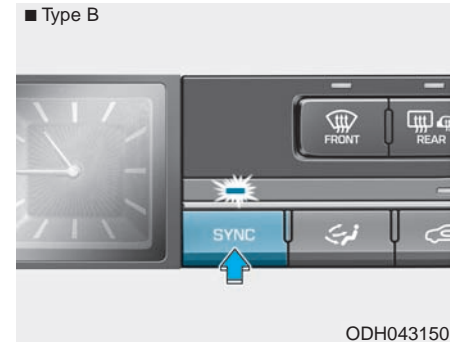 ■ Type B
FRONT
REAR
SYNC
ODH043150